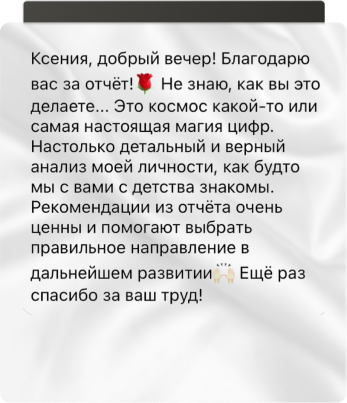 Ксения, добрый вечер! Благодарю
вас за отчёт!🌹 Не знаю, как вы это
делаете... Это космос какой-то или
самая настоящая магия цифр.
Настолько детальный и верный
анализ моей личности, как будто
мы с вами с детства знакомы.
Рекомендации из отчёта очень
ценны и помогают выбрать
правильное направление в
дальнейшем развитии🙌🏻 Ещё раз
спасибо за ваш труд!